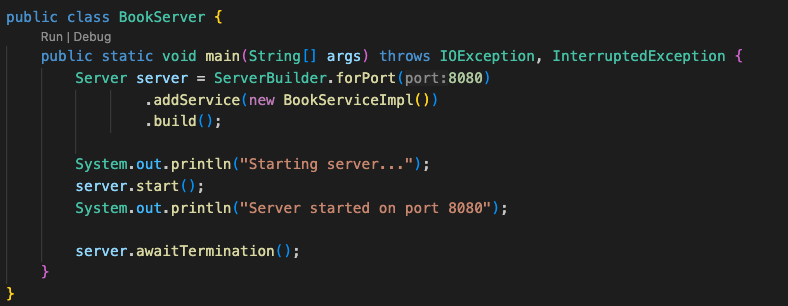 public class BookServer {
Run | Debug
public static void main(String[] args) throws IOException, InterruptedException {
Server server = ServerBuilder.forPort(port:8080)
.addService(new BookServiceImpl())
.build();
System.out.println("Starting server...");
server.start();
System.out.println("Server started on port 8080");
server.awaitTermination();
}
}